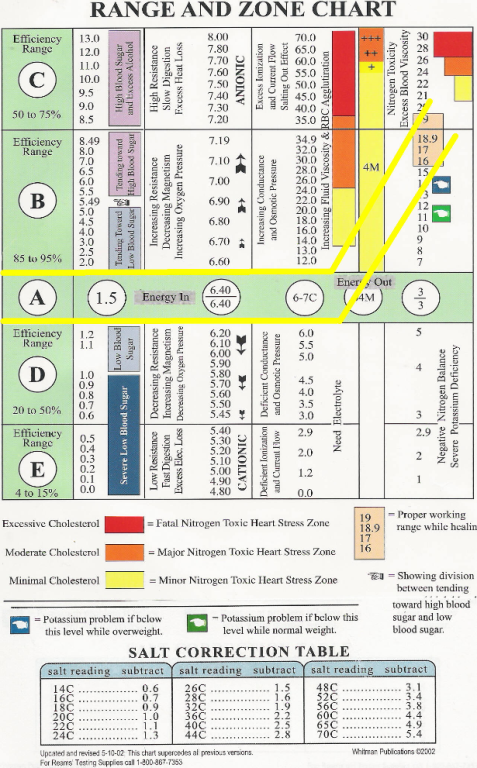 RANGE AND ZONE CHART
Efficiency
Range
C
50 to 75%
13.0
12.0
11.0
10.0
9.5
9.0
8.5
High Blood Sugar
and Excess Alcohol
High Resistance
Slow Digestion
Excess Heat Loss
8.00
7.80
7.70
7.60
7.50
7.40
7.30
7.20
ANIONIC
Excess Ionization
and Current Flow
Salting Out Effect
70.0
65.0
60.0
55.0
50.0
45.0
40.0
35.0
Increasing Fluid Viscosity & RBC Agglutination
+++
++
+
Nitrogen Toxicity
Excess Blood Viscosity
30
28
26
24
22
21
Efficiency
Range
B
85 to 95%
8.49
8.0
7.0
6.5
6.0
5.5
5.49
5.0
4.5
4.0
3.0
2.5
2.0
Tending toward
High Blood Sugar
Tending Toward
Low Blood Sugar
Increasing Resistance
Decreasing Magnetism
Increasing Oxygen Pressure
7.19
7.10
7.00
6.90
6.80
6.70
6.60
Increasing Conductance
and Osmotic Pressure
34.9
32.0
30.0
28.0
26.0
24.0
22.0
20.0
18.0
16.0
14.0
13.0
12.0
4M
18.9
17
16
15
12
11
10
9
8
7
A
1.5
Energy In
6.40
6.40
6-7C
Energy Out
4M
3
3
Efficiency
Range
D
20 to 50%
1.2
1.1
1.0
0.9
0.8
0.7
0.6
Low Blood
Sugar
Severe Low Blood Sugar
Decreasing Resistance
Increasing Magnetism
Decreasing Oxygen Pressure
6.20
6.10
6.00
5.90
5.80
5.70
5.60
5.50
5.45
Deficient Conductance
and Osmotic Pressure
6.0
5.5
5.0
4.5
4.0
3.5
3.0
Need Electrolyte
5
4
3
Negative Nitrogen Balance
Severe Potassium Deficiency
Efficiency
Range
E
4 to 15%
0.5
0.4
0.3
0.2
0.1
0.0
Low Resistance
Fast Digestion
Excess Elec. Loss
5.40
5.30
5.20
5.10
5.00
4.90
4.80
CATIONIC
Deficient Ionization
and Current Flow
2.9
2.0
1.2
0.0
2.9
2
1
Excessive Cholesterol = Fatal Nitrogen Toxic Heart Stress Zone
Moderate Cholesterol = Major Nitrogen Toxic Heart Stress Zone
Minimal Cholesterol = Minor Nitrogen Toxic Heart Stress Zone
19
18.9
17
16
= Proper working
range while healin
= Showing division
between tending
toward high blood
sugar and low
blood sugar.
= Potassium problem if below
this level while overweight.
= Potassium problem if below this
level while normal weight.
SALT CORRECTION TABLE
salt reading subtract salt reading subtract salt reading subtract
14C .......... 0.6 26C .......... 1.5 48C .......... 3.1
16C .......... 0.7 28C .......... 1.6 52C .......... 3.4
18C .......... 0.9 32C .......... 1.9 56C .......... 3.8
20C .......... 1.0 36C .......... 2.2 60C .......... 4.4
22C .......... 1.1 40C .......... 2.5 65C .......... 4.9
24C .......... 1.3 44C .......... 2.8 70C .......... 5.4
Updated and revised 5-10-02 This chart supercedes all previous versions. Whitman Publications ©2002
For Reams' Testing Supplies call 1-800-867-7353